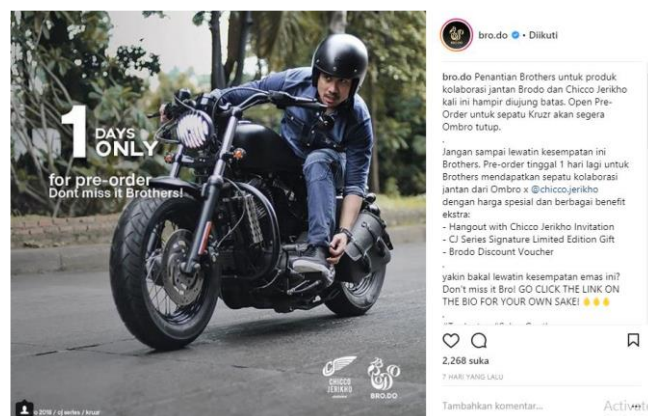 1 DAYS
ONLY
for pre-order
Dont miss it Brothers!
CHICCO
JERIKHO
BRO.DO
2018 / cj series / kruzr
bro.do • Diikuti
bro.do Penantian Brothers untuk produk
kolaborasi jantan Brodo dan Chicco Jerikho
kali ini hampir diujung batas. Open Pre-
Order untuk sepatu Kruzr akan segera
Ombro tutup.
.
Jangan sampai lewatin kesempatan ini
Brothers. Pre-order tinggal 1 hari lagi untuk
Brothers mendapatkan sepatu kolaborasi
jantan dari Ombro x @chicco.jerikho
dengan harga spesial dan berbagai benefit
ekstra:
- Hangout with Chicco Jerikho Invitation
- CJ Series Signature Limited Edition Gift
- Brodo Discount Voucher
.
yakin bakal lewatin kesempatan emas ini?
Don't miss it Bro! GO CLICK THE LINK ON
THE BIO FOR YOUR OWN SAKE!
.
2,268 suka
7 HARI YANG LALU
Tambahkan komentar...
Activat